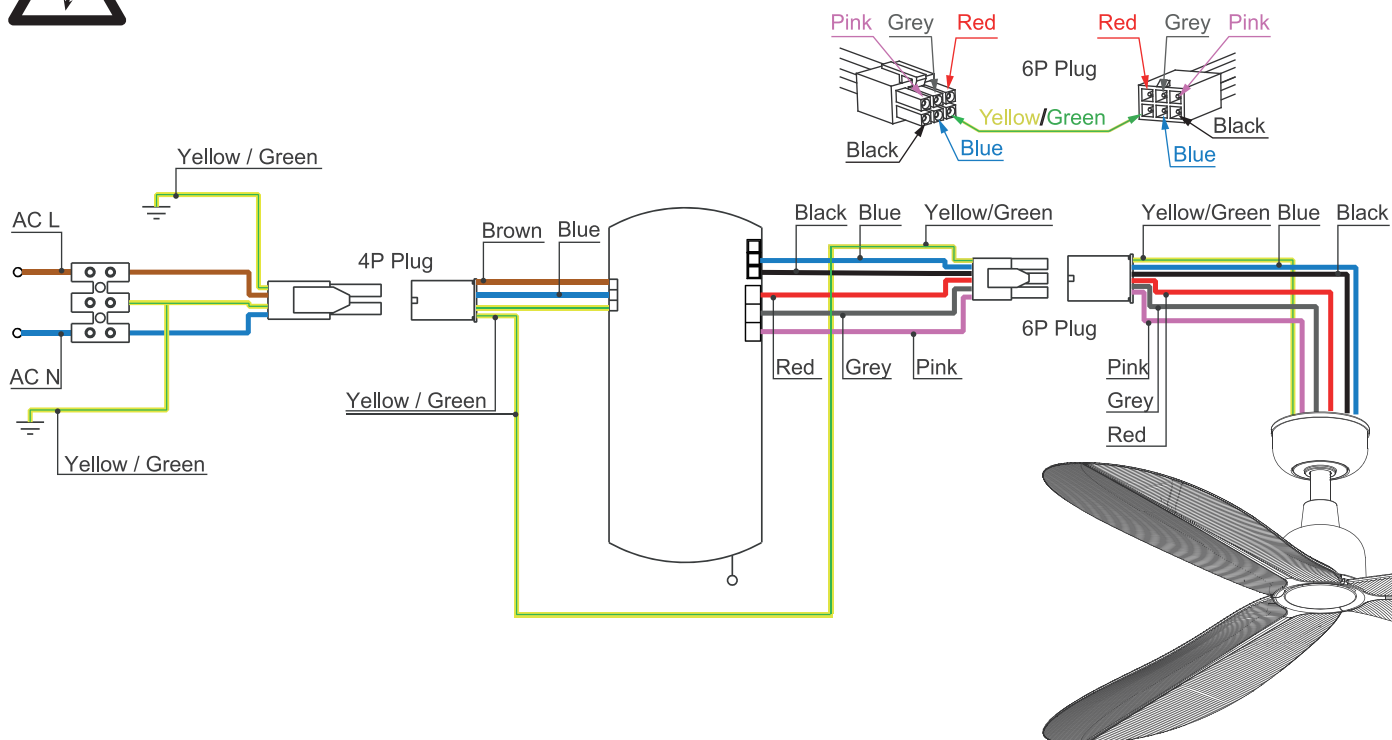 Pink Grey Red
Red Grey Pink
6P Plug
Yellow/Green
Black
Blue
Black
Blue
Yellow / Green
AC L
4P Plug
Brown Blue
Black Blue Yellow/Green
Yellow/Green Blue Black
6P Plug
AC N
Red Grey Pink
Pink
Grey
Red
Yellow / Green
Yellow / Green